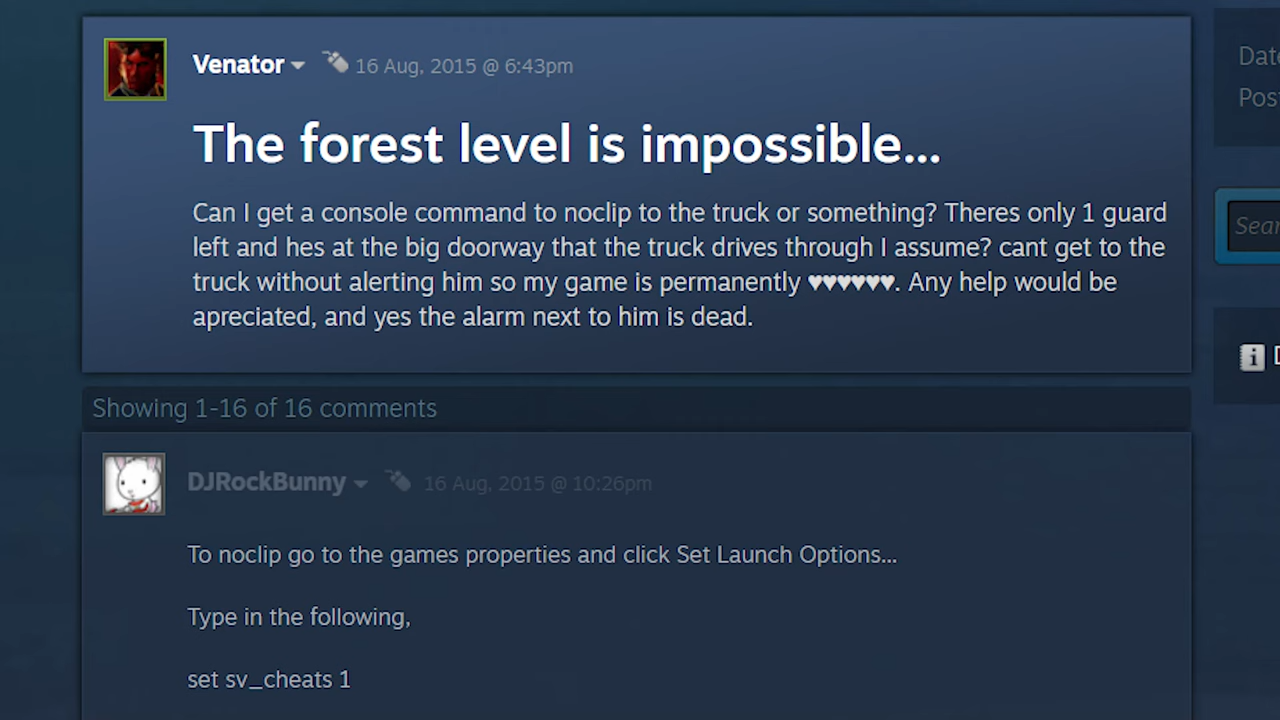 Venator 16 Aug, 2015 @ 6:43pm
The forest level is impossible...
Can I get a console command to noclip to the truck or something? Theres only 1 guard
left and hes at the big doorway that the truck drives through I assume? cant get to the
truck without alerting him so my game is permanently ♥♥♥♥♥♥. Any help would be
apreciated, and yes the alarm next to him is dead.
Showing 1-16 of 16 comments
DJRockBunny 16 Aug, 2015 @ 10:26pm
To noclip go to the games properties and click Set Launch Options...
Type in the following,
set sv_cheats 1